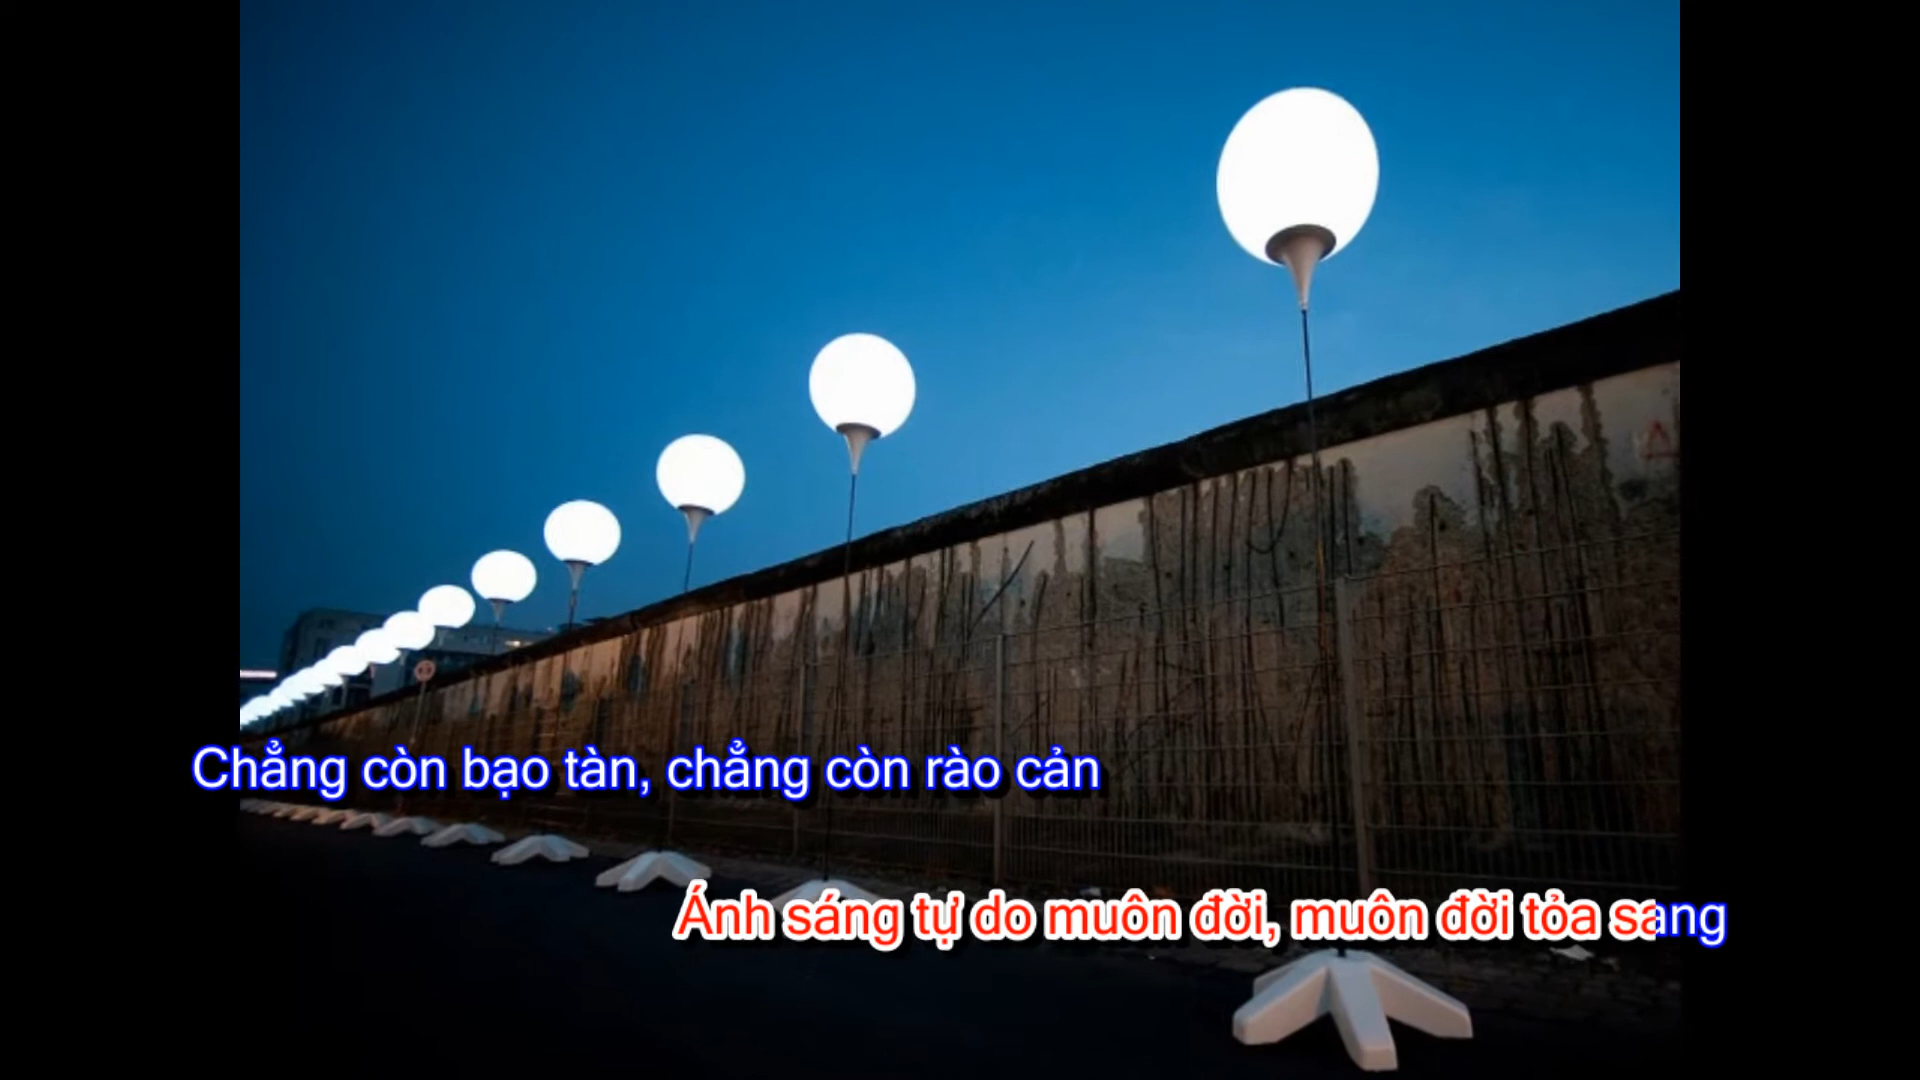 Chẳng còn bạo tàn, chẳng còn rào cản
Ánh sáng tự do muôn đời, muôn đời tỏa sang